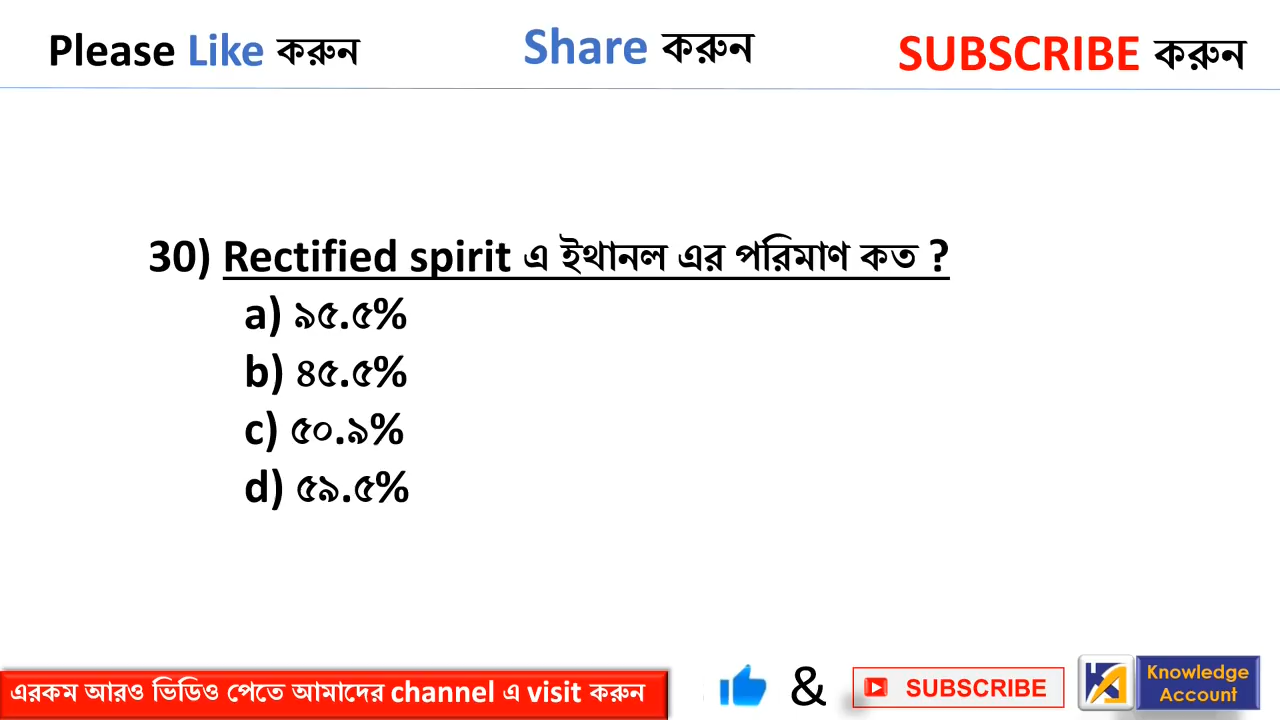 Please Like করুন
Share করুন
SUBSCRIBE করুন
30) Rectified spirit এ ইথানল এর পরিমাণ কত ?
a) ৯৫.৫%
b) ৪৫.৫%
c) ৫০.৯%
d) ৫৯.৫%
এরকম আরও ভিডিও পেতে আমাদের channel এ visit করুন
&
SUBSCRIBE
Knowledge
Account